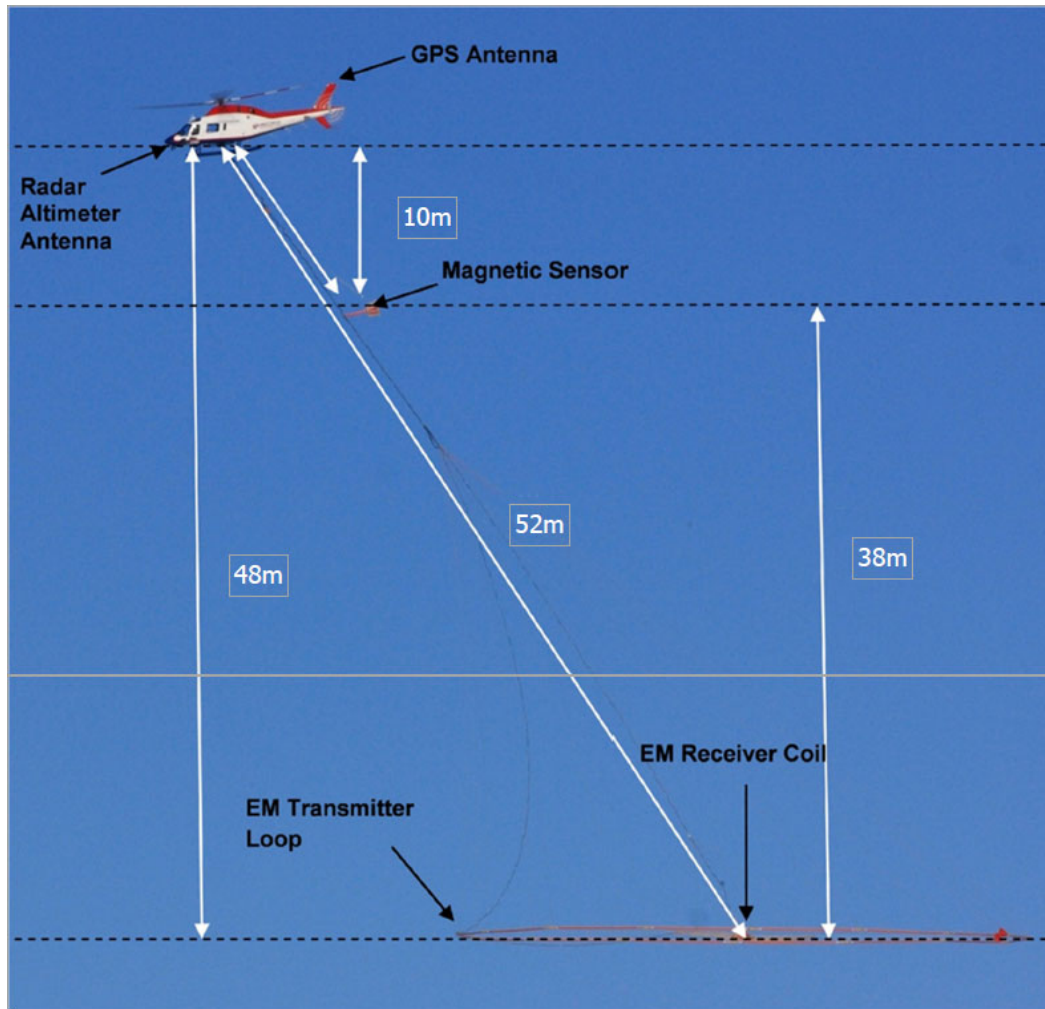 GPS Antenna
Radar
Altimeter
Antenna
10m
Magnetic Sensor
52m
48m
38m
EM Receiver Coil
EM Transmitter
Loop